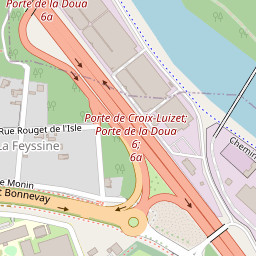 Porte de la Doua
6a
Porte de Croix-Luizet;
Porte de la Doua
6;
6a
Rue Rouget de l'Isle
La Feyssine
e Monin
t Bonnevay
Chemin